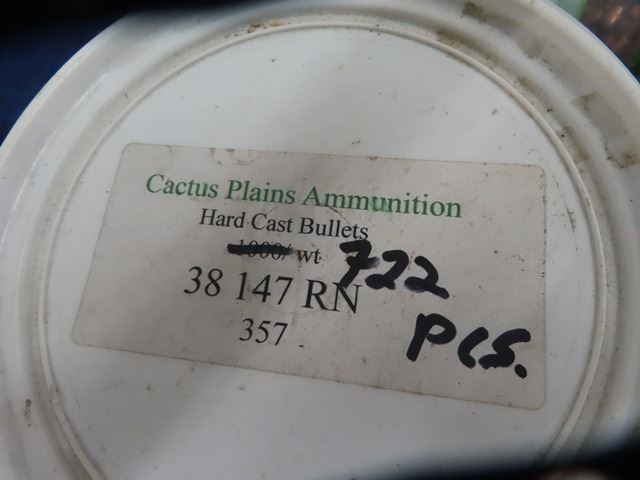 Cactus Plains Ammunition
Hard Cast Bullets
1000/ wt 722
38 147 RN
357 pcs.